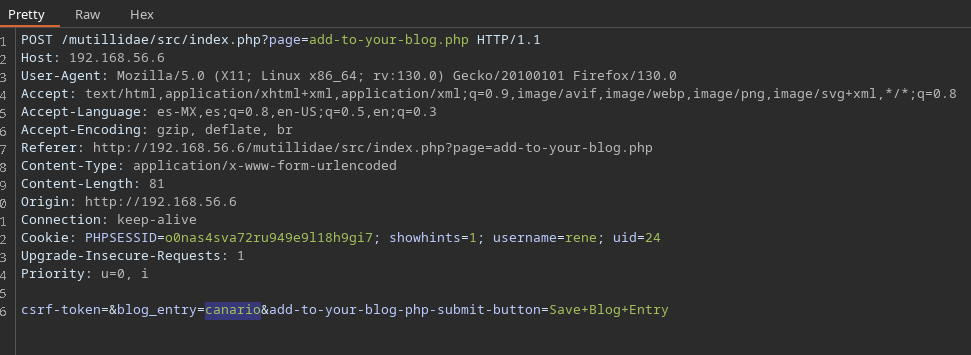 Pretty Raw Hex
1 POST /mutillidae/src/index.php?page=add-to-your-blog.php HTTP/1.1
2 Host: 192.168.56.6
3 User-Agent: Mozilla/5.0 (X11; Linux x86_64; rv:130.0) Gecko/20100101 Firefox/130.0
4 Accept: text/html,application/xhtml+xml,application/xml;q=0.9,image/avif,image/webp,image/png,image/svg+xml,*/*;q=0.8
5 Accept-Language: es-MX,es;q=0.8,en-US;q=0.5,en;q=0.3
6 Accept-Encoding: gzip, deflate, br
7 Referer: http://192.168.56.6/mutillidae/src/index.php?page=add-to-your-blog.php
8 Content-Type: application/x-www-form-urlencoded
9 Content-Length: 81
0 Origin: http://192.168.56.6
1 Connection: keep-alive
2 Cookie: PHPSESSID=o0nas4sva72ru949e9l18h9gi7; showhints=1; username=rene; uid=24
3 Upgrade-Insecure-Requests: 1
4 Priority: u=0, i
5
6 csrf-token=&blog_entry=canario&add-to-your-blog-php-submit-button=Save+Blog+Entry